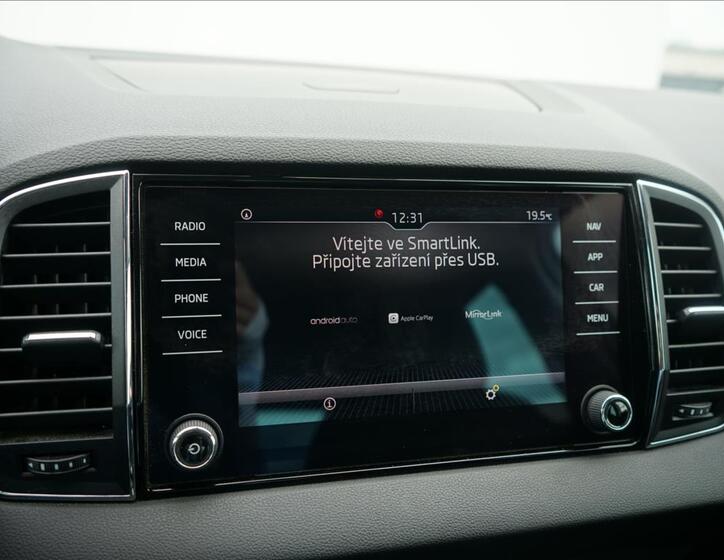 RADIO
MEDIA
PHONE
VOICE
12:31
19.5°C
Vítejte ve SmartLink.
Připojte zařízení přes USB.
androidauto
Apple CarPlay
MirrorLink
NAV
APP
CAR
MENU